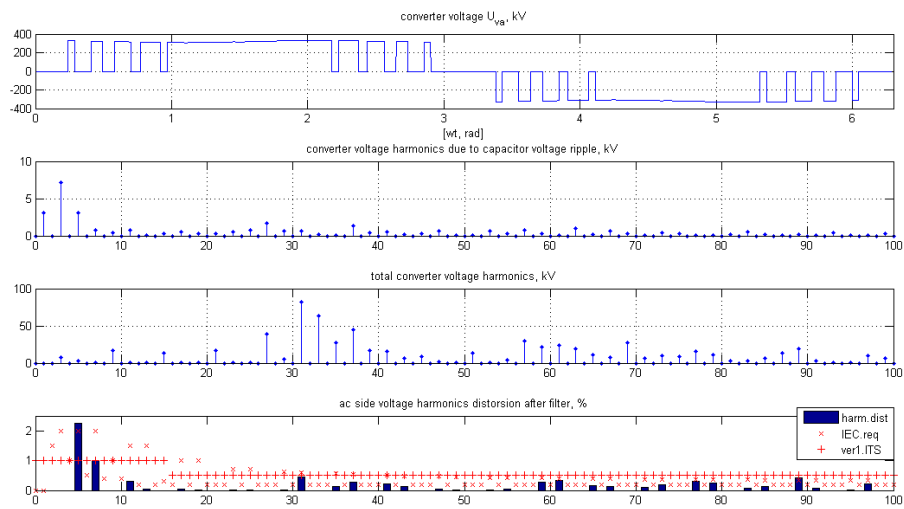 converter voltage U_va, kV
400
200
0
-200
-400
0 1 2 3 4 5 6
[wt, rad]
converter voltage harmonics due to capacitor voltage ripple, kV
10
5
0
0 10 20 30 40 50 60 70 80 90 100
total converter voltage harmonics, kV
100
50
0
0 10 20 30 40 50 60 70 80 90 100
ac side voltage harmonics distorsion after filter, %
harm.dist
IEC.req
ver1.ITS
2
1
0
0 10 20 30 40 50 60 70 80 90 100